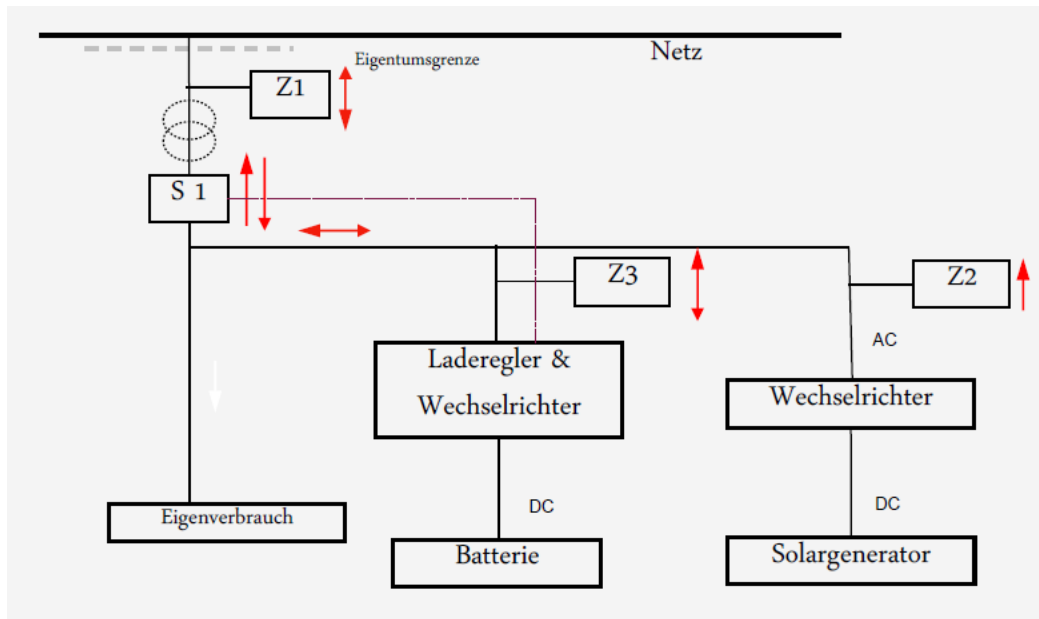 Netz
Eigentumsgrenze
Z1
S 1
Z3
Z2
AC
Laderegler &
Wechselrichter
Wechselrichter
DC
DC
Eigenverbrauch
Batterie
Solargenerator